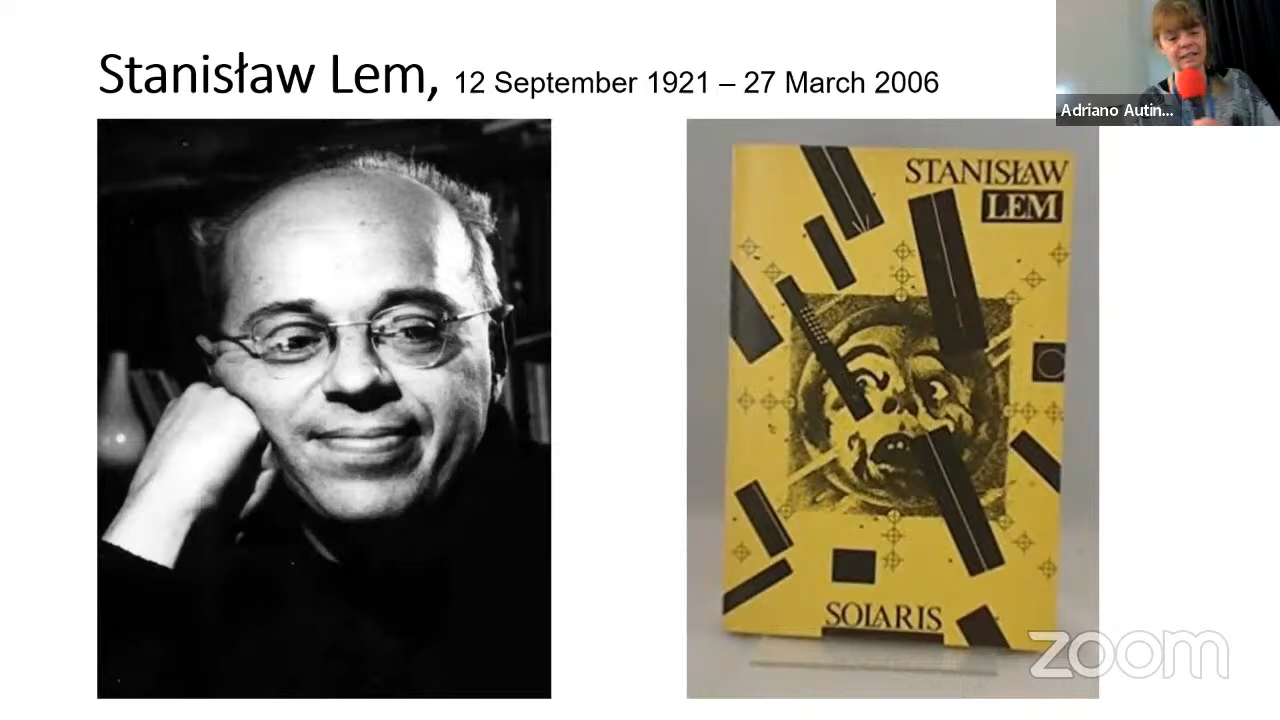 Stanisław Lem, 12 September 1921 – 27 March 2006
Adriano Autin...
STANISŁAW
LEM
SOLARIS
zoom